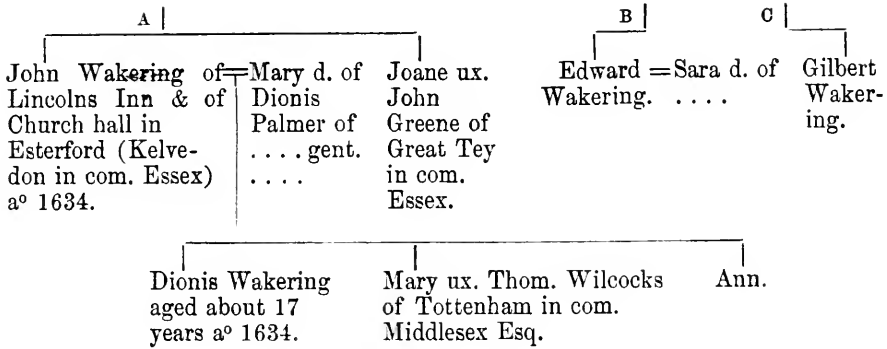 A
B
C
John Wakering of=Mary d. of
Lincolns Inn & of
Church hall in
Esterford (Kelve-
don in com. Essex)
aº 1634.
Dionis
Palmer of
....gent.
....
Joane ux.
John
Greene of
Great Tey
in com.
Essex.
Edward = Sara d. of
Wakering. ....
Gilbert
Waker-
ing.
Dionis Wakering
aged about 17
years aº 1634.
Mary ux. Thom. Wilcocks
of Tottenham in com.
Middlesex Esq.
Ann.